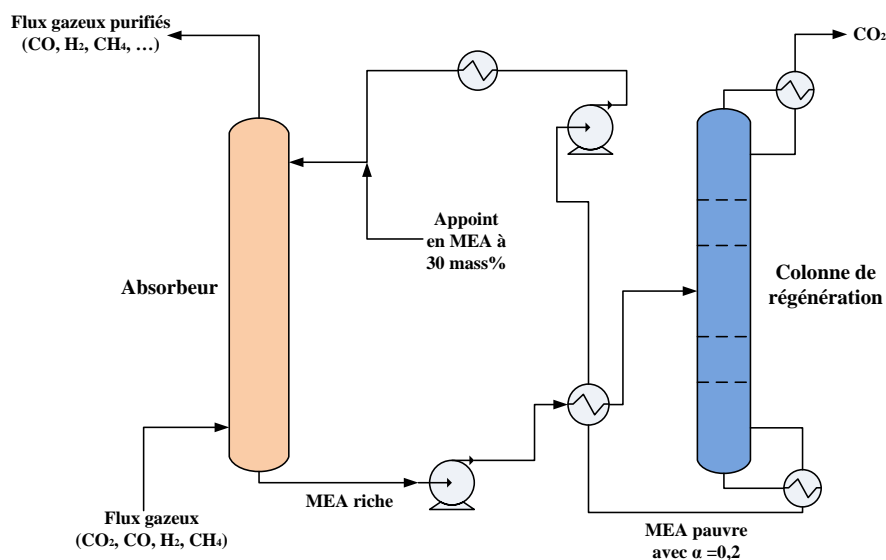 Flux gazeux purifiés
(CO, H₂, CH₄, …)
CO₂
Appoint
en MEA à
30 mass%
Absorbeur
Colonne de
régénération
MEA riche
Flux gazeux
(CO₂, CO, H₂, CH₄)
MEA pauvre
avec α =0,2